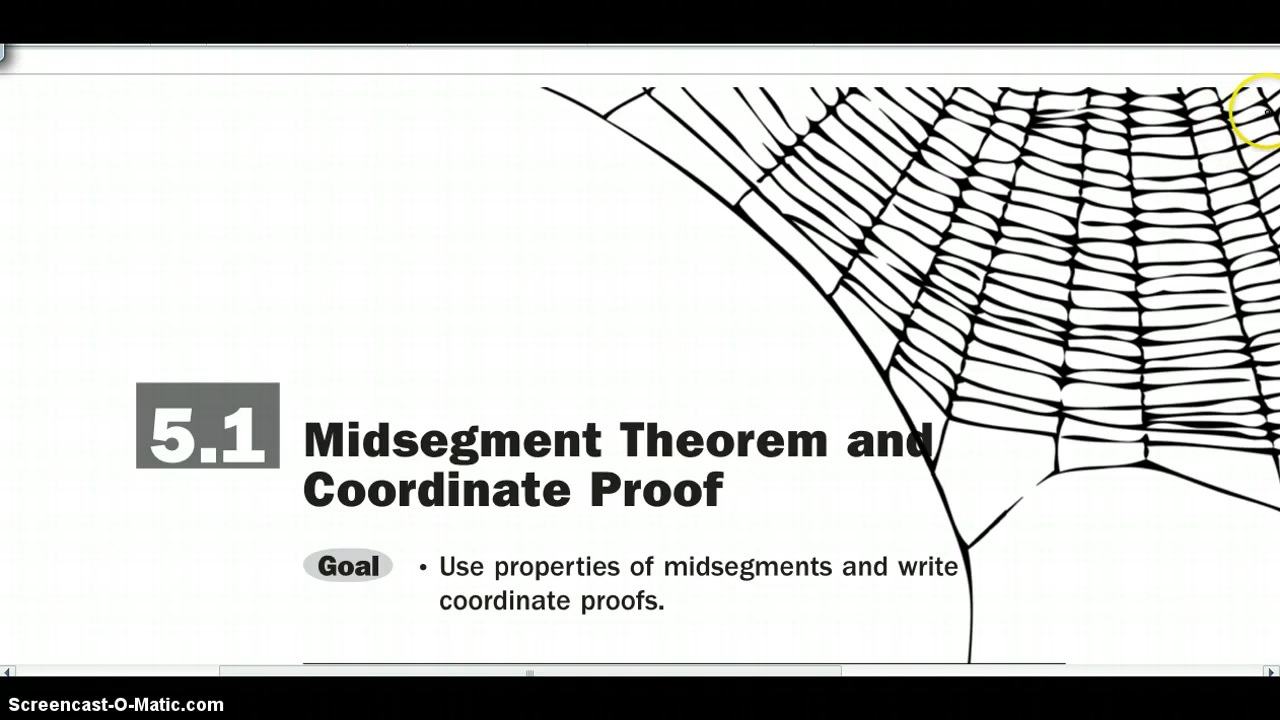 5.1
Midsegment Theorem and
Coordinate Proof
Goal
• Use properties of midsegments and write
coordinate proofs.
Screencast-O-Matic.com